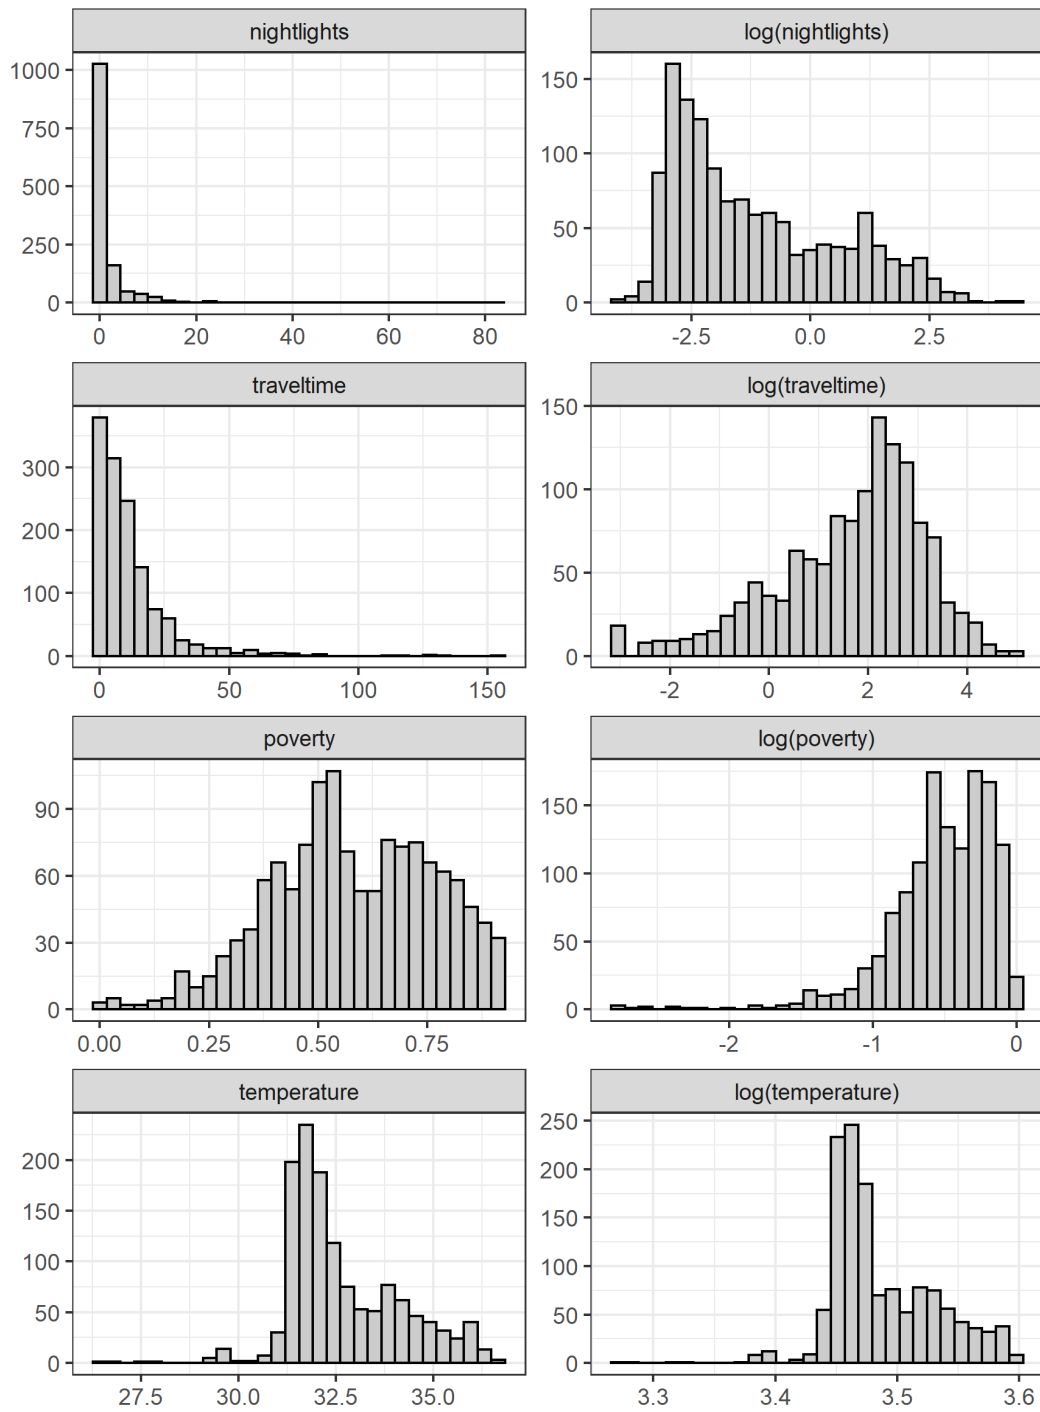 nightlights
log(nightlights)
1000
750
500
250
0
0 20 40 60 80
150
100
50
0
-2.5 0.0 2.5
traveltime
log(traveltime)
300
200
100
0
0 50 100 150
150
100
50
0
-2 0 2 4
poverty
log(poverty)
90
60
30
0
0.00 0.25 0.50 0.75
150
100
50
0
-2 -1 0
temperature
log(temperature)
200
150
100
50
0
27.5 30.0 32.5 35.0
250
200
150
100
50
0
3.3 3.4 3.5 3.6